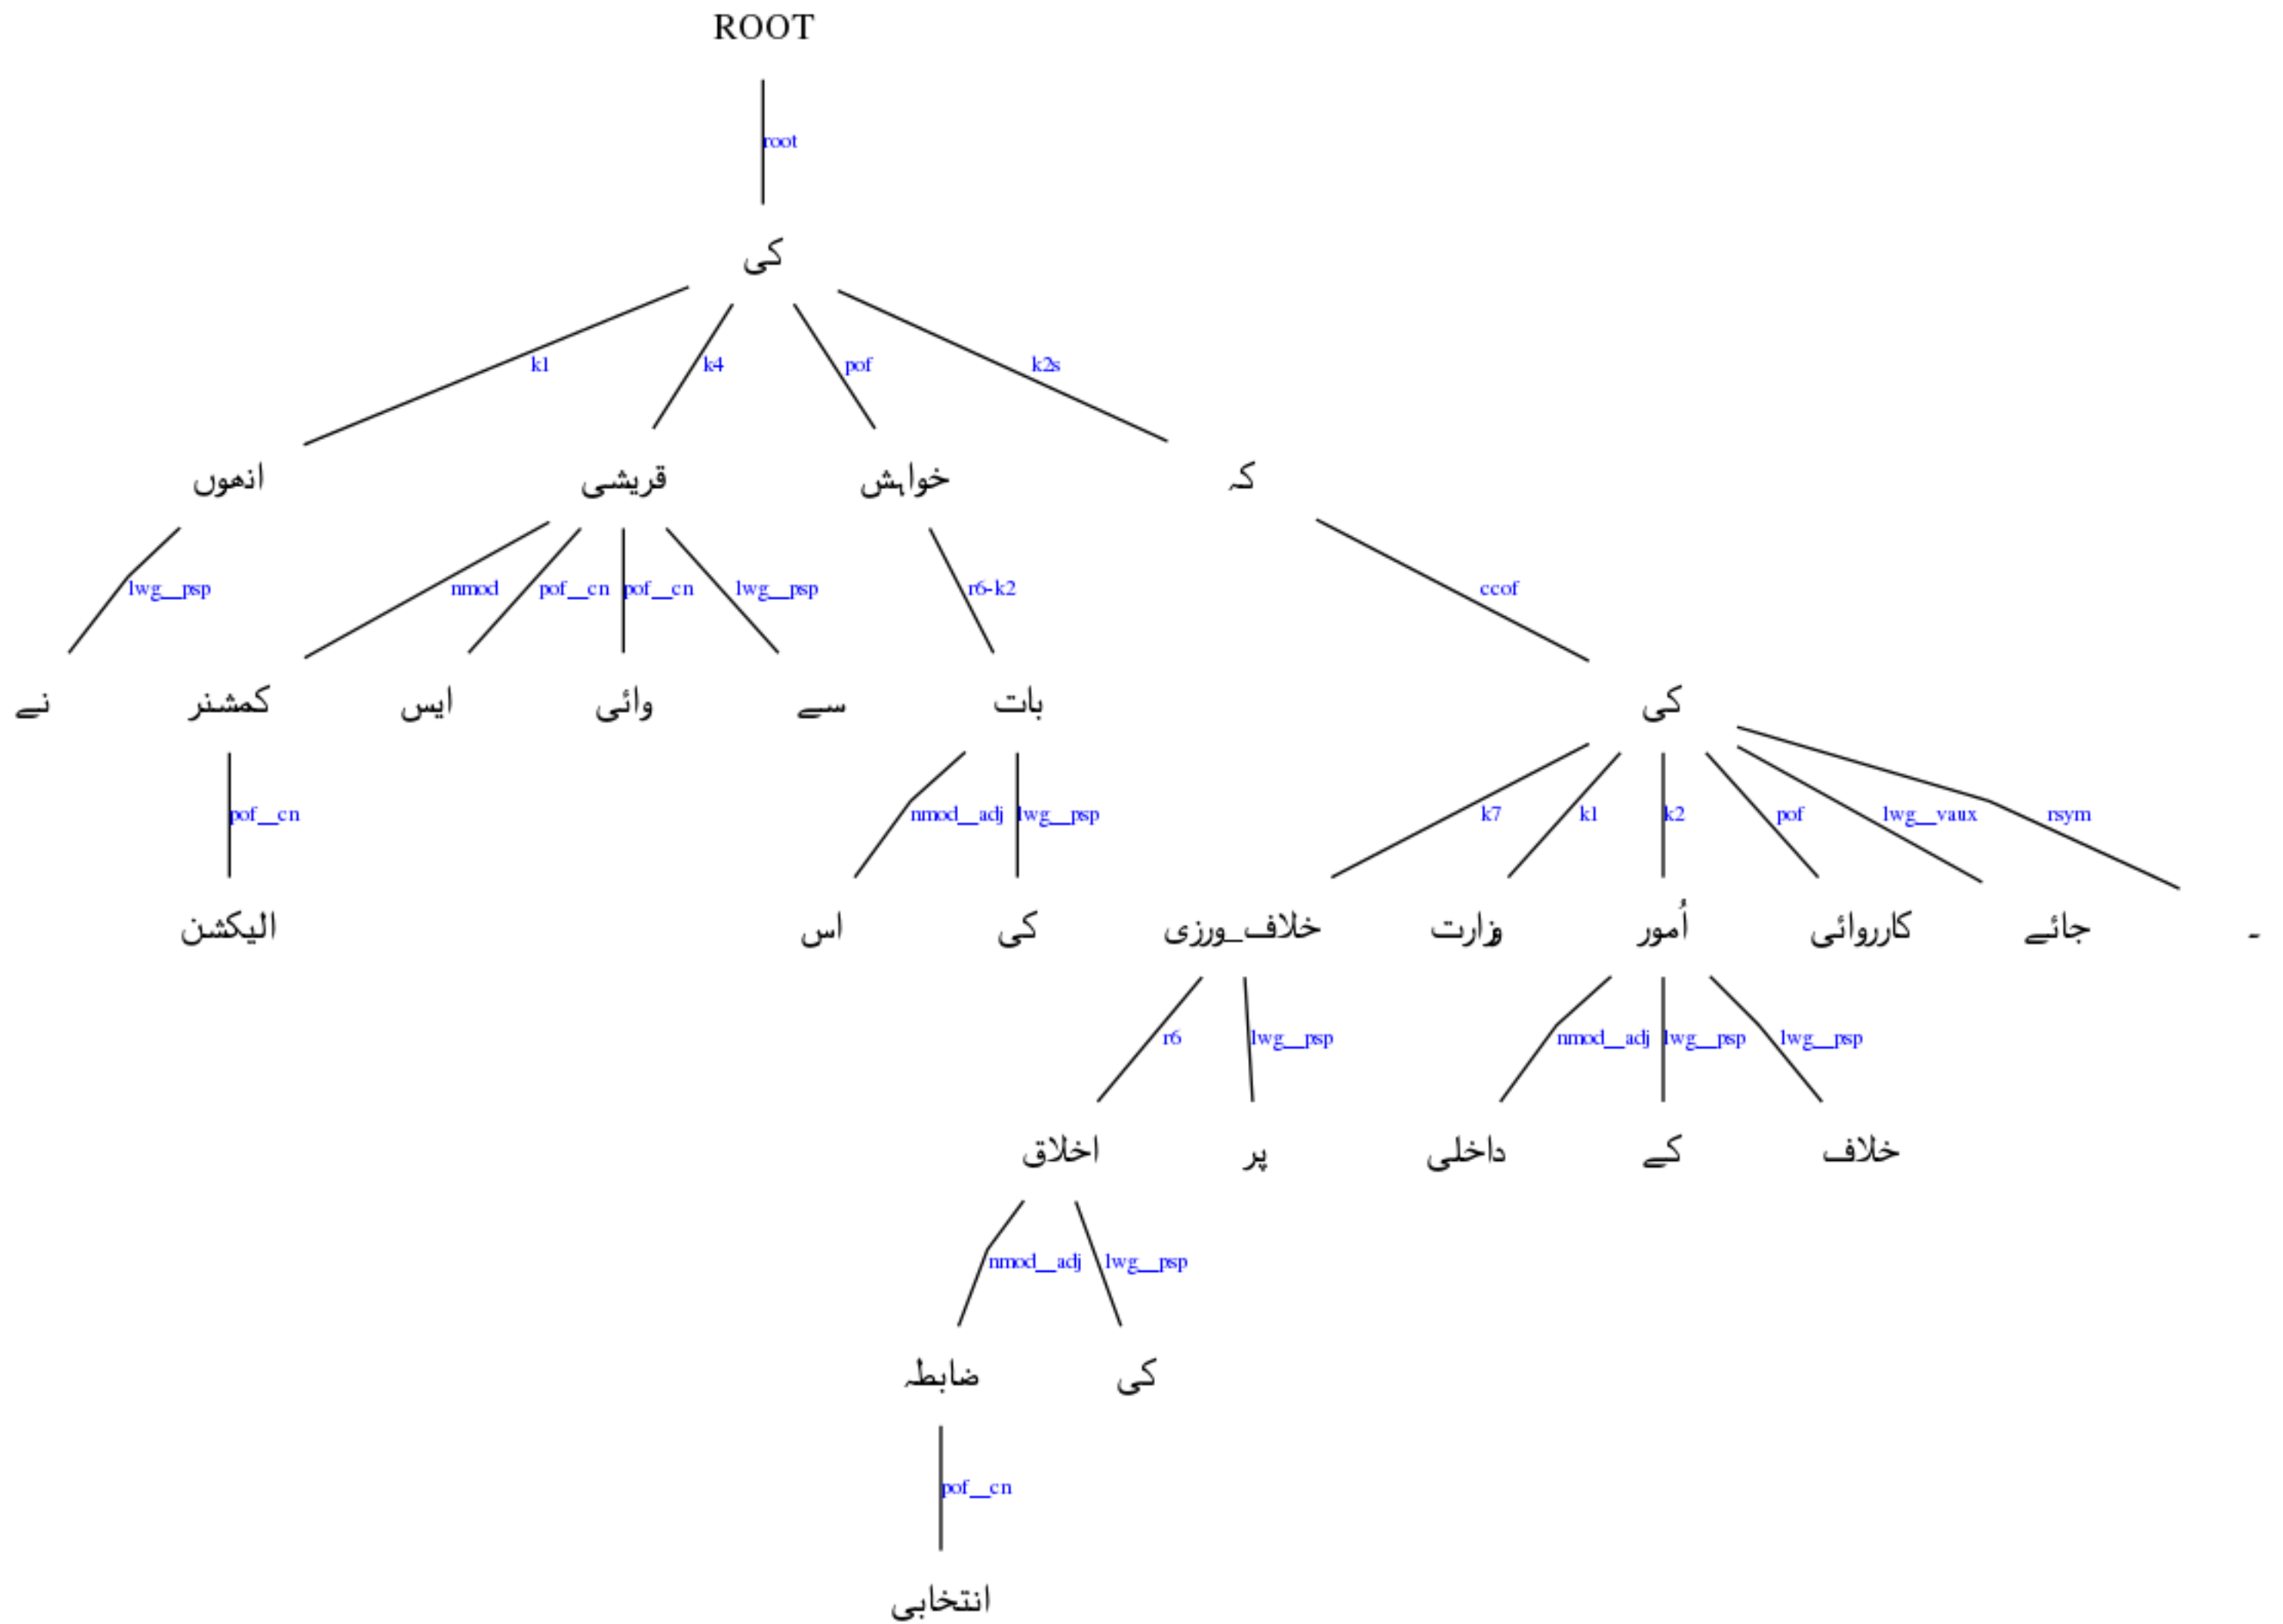 ROOT
root
کی
k1 k4 pof k2s
انھوں قریشی خواہش کہ
lwg__psp nmod pof__cn pof__cn lwg__psp r6-k2 ccof
نے کمشنر ایس وائی سے بات کی
pof__cn nmod__adj lwg__psp k7 k1 k2 pof lwg__vaux rsym
الیکشن اس کی خلاف_ورزی وزارت اُمور کارروائی جائے ۔
r6 lwg__psp nmod__adj lwg__psp lwg__psp
اخلاق پر داخلی کے خلاف
nmod__adj lwg__psp
ضابطہ کی
pof__cn
انتخابی